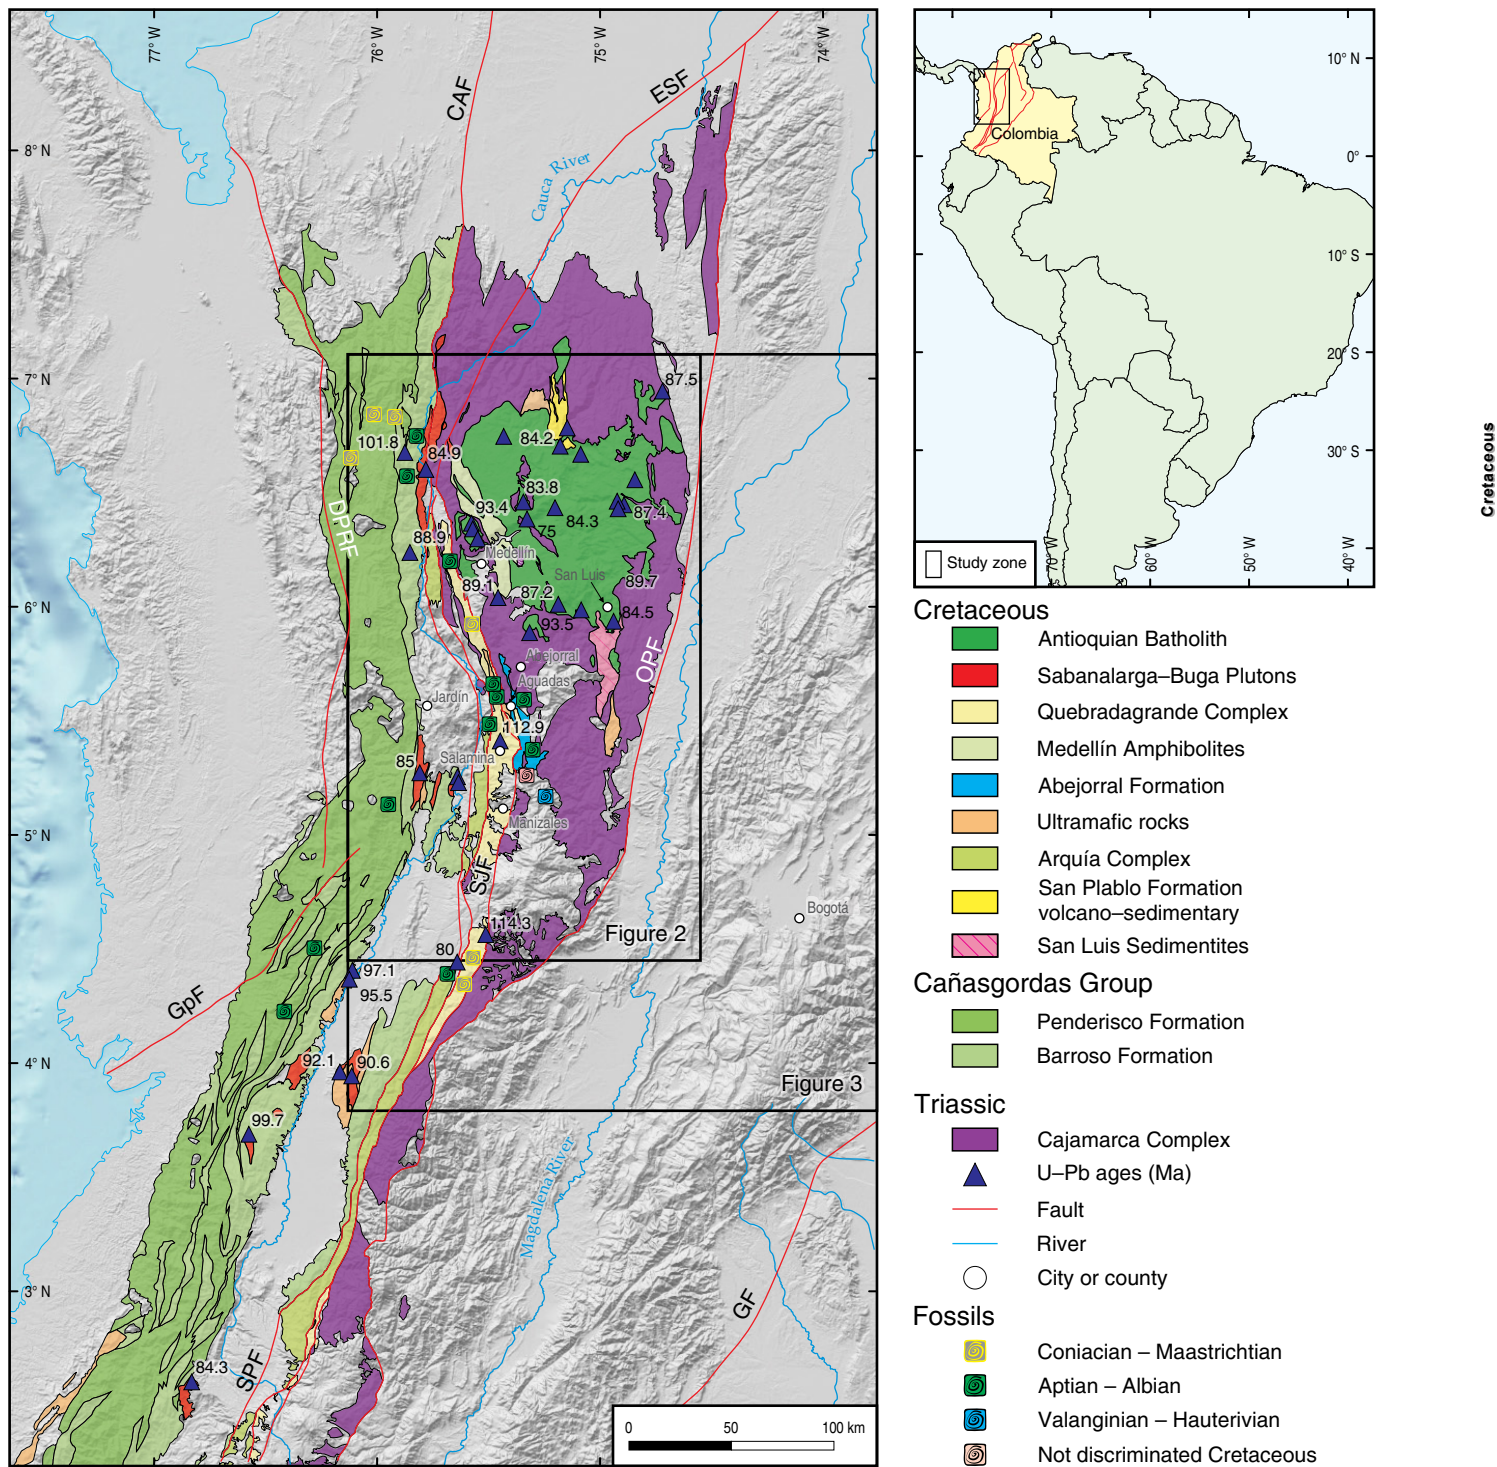 77° W
76° W
75° W
74° W
8° N
7° N
6° N
5° N
4° N
3° N
CAF
ESF
Cauca River
87.5
101.8
84.9
84.2
83.8
93.4
84.3
87.4
75
DPRF
88.9
Medellín
San Luis
89.1
87.2
89.7
84.5
93.5
OPF
Abejorral
Aguadas
Jardín
112.9
85
Salamina
Manizales
SJF
Bogotá
114.3
Figure 2
80
97.1
95.5
GpF
92.1
90.6
Figure 3
99.7
Magdalena River
GF
84.3
SPF
0 50 100 km
10° N
0°
10° S
20° S
30° S
Colombia
70° W
60° W
50° W
40° W
Study zone
Cretaceous
Cretaceous
Antioquian Batholith
Sabanalarga–Buga Plutons
Quebradagrande Complex
Medellín Amphibolites
Abejorral Formation
Ultramafic rocks
Arquía Complex
San Plablo Formation
volcano–sedimentary
San Luis Sedimentites
Cañasgordas Group
Penderisco Formation
Barroso Formation
Triassic
Cajamarca Complex
U–Pb ages (Ma)
Fault
River
City or county
Fossils
Coniacian – Maastrichtian
Aptian – Albian
Valanginian – Hauterivian
Not discriminated Cretaceous